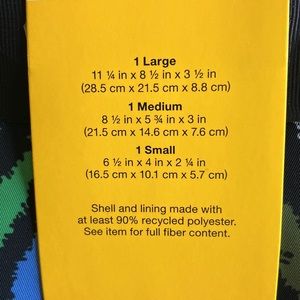 1 Large
11 ¼ in x 8 ½ in x 3 ½ in
(28.5 cm x 21.5 cm x 8.8 cm)
1 Medium
8 ½ in x 5 ¾ in x 3 in
(21.5 cm x 14.6 cm x 7.6 cm)
1 Small
6 ½ in x 4 in x 2 ¼ in
(16.5 cm x 10.1 cm x 5.7 cm)
Shell and lining made with
at least 90% recycled polyester.
See item for full fiber content.